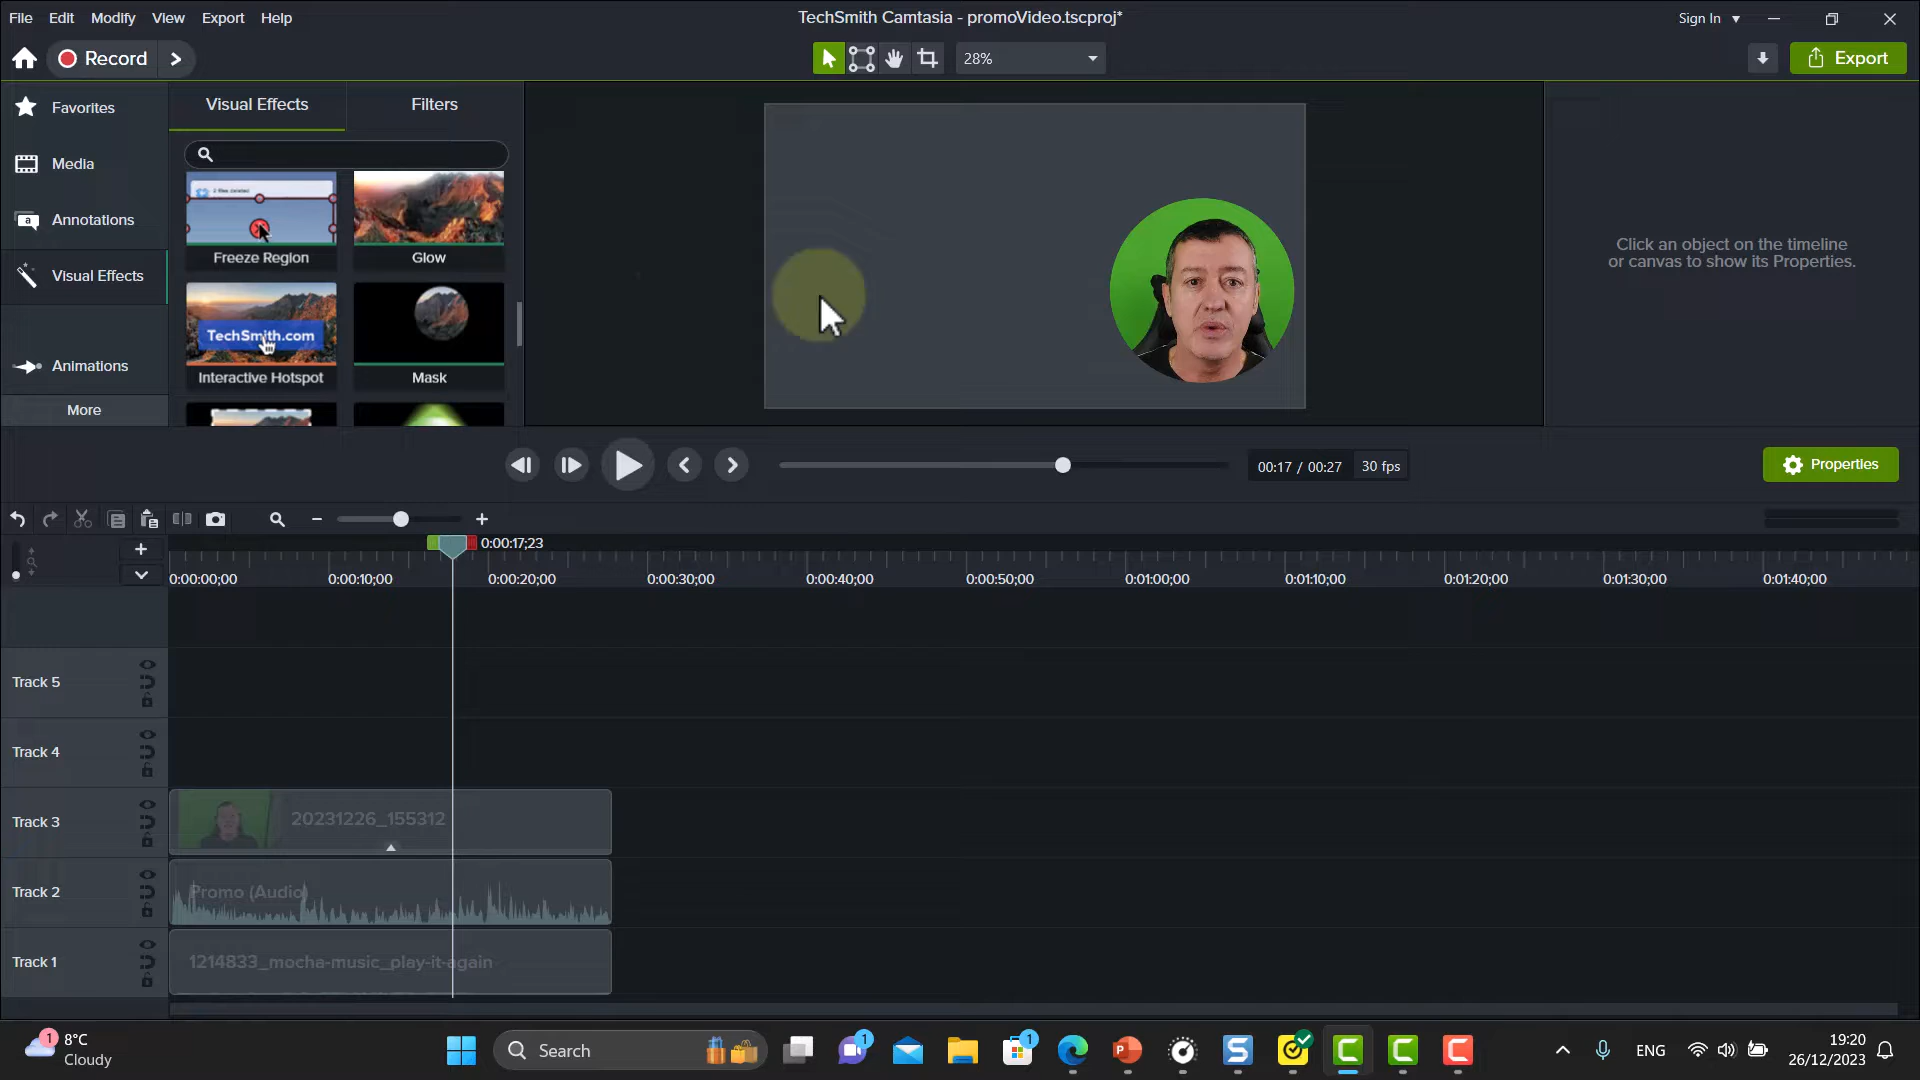 File Edit Modify View Export Help
TechSmith Camtasia - promoVideo.tscproj*
Sign In
Record
28%
Export
Favorites
Media
Annotations
Visual Effects
Animations
More
Visual Effects
Filters
Freeze Region
Glow
TechSmith.com
Interactive Hotspot
Mask
Click an object on the timeline
or canvas to show its Properties.
00:17 / 00:27
30 fps
Properties
0:00:17;23
0:00:00;00
0:00:10;00
0:00:20;00
0:00:30;00
0:00:40;00
0:00:50;00
0:01:00;00
0:01:10;00
0:01:20;00
0:01:30;00
0:01:40;00
Track 5
Track 4
Track 3
20231226_155312
Track 2
Promo (Audio)
Track 1
1214833_mocha-music_play-it-again
1
8°C
Cloudy
Search
1
1
ENG
19:20
26/12/2023